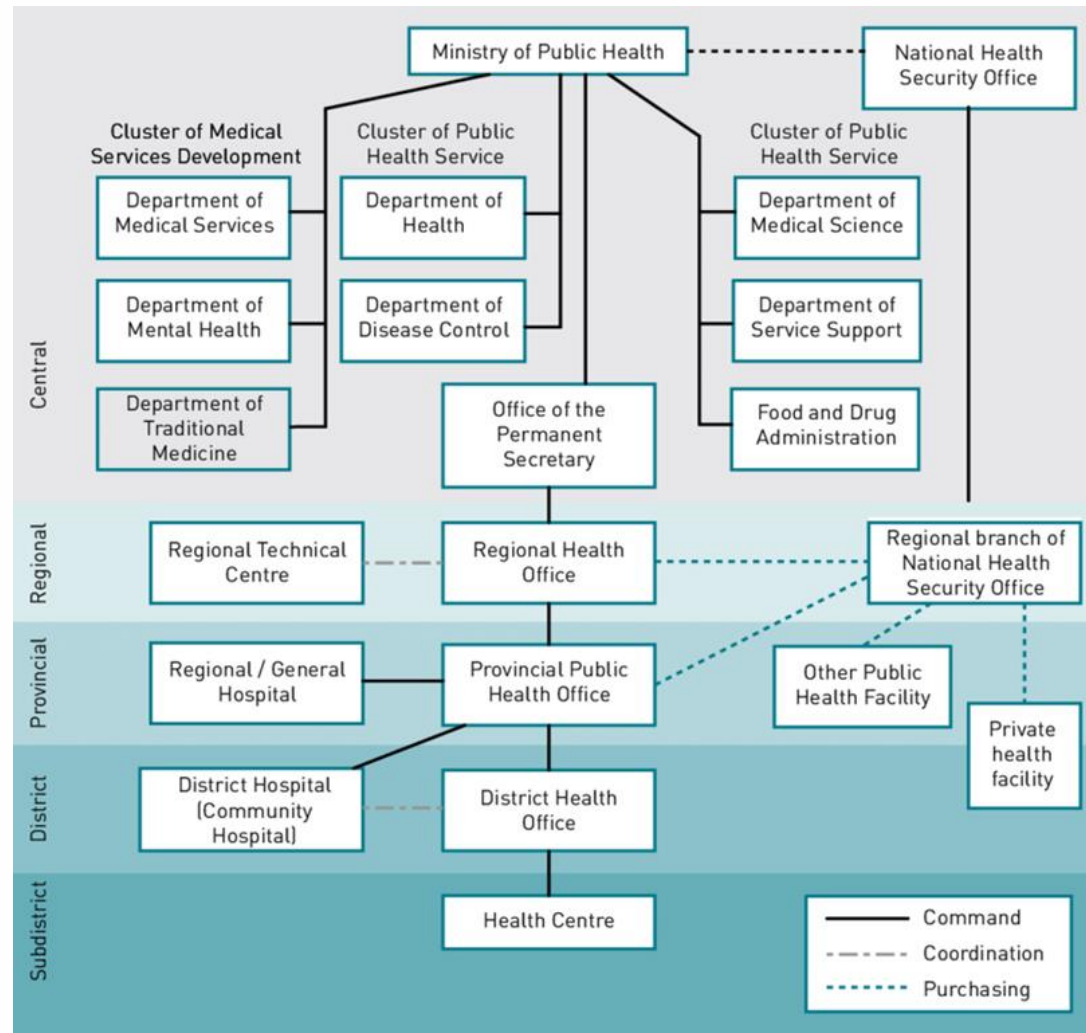 Ministry of Public Health
National Health
Security Office
Cluster of Medical
Services Development
Cluster of Public
Health Service
Cluster of Public
Health Service
Department of
Medical Services
Department of
Health
Department of
Medical Science
Department of
Mental Health
Department of
Disease Control
Department of
Service Support
Central
Department of
Traditional
Medicine
Office of the
Permanent
Secretary
Food and Drug
Administration
Regional
Regional Technical
Centre
Regional Health
Office
Regional branch of
National Health
Security Office
Provincial
Regional / General
Hospital
Provincial Public
Health Office
Other Public
Health Facility
Private
health
facility
District
District Hospital
(Community
Hospital)
District Health
Office
Subdistrict
Health Centre
Command
Coordination
Purchasing